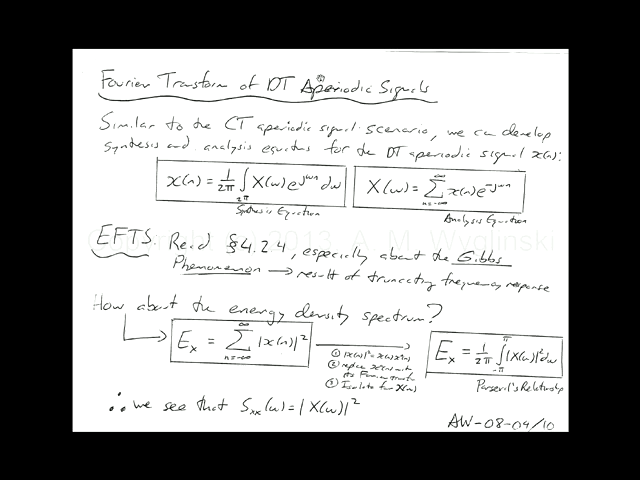 Fourier Transform of DT Aperiodic Signals
Similar to the CT aperiodic signal scenario, we can develop
synthesis and analysis equations for the DT aperiodic signal x(n):
x(n) = 1/2π ∫2π X(ω)e^jωn dω
X(ω) = ∑n=-∞^∞ x(n)e^-jωn
Synthesis Equation
Analysis Equation
Copyright (c) 2013, A. M. Wyglinski
EFTS: Read §4.2.4, especially about the Gibbs
Phenomenon → result of truncating frequency response
How about the energy density spectrum?
Ex = ∑n=-∞^∞ |x(n)|²
① |x(n)|² = x(n)x*(n)
② replace x*(n) with
its Fourier transform
③ Isolate for X(ω)
Ex = 1/2π ∫-π^π |X(ω)|² dω
Parseval's Relationship
∴ we see that Sxx(ω) = |X(ω)|²
AW-08-04/10